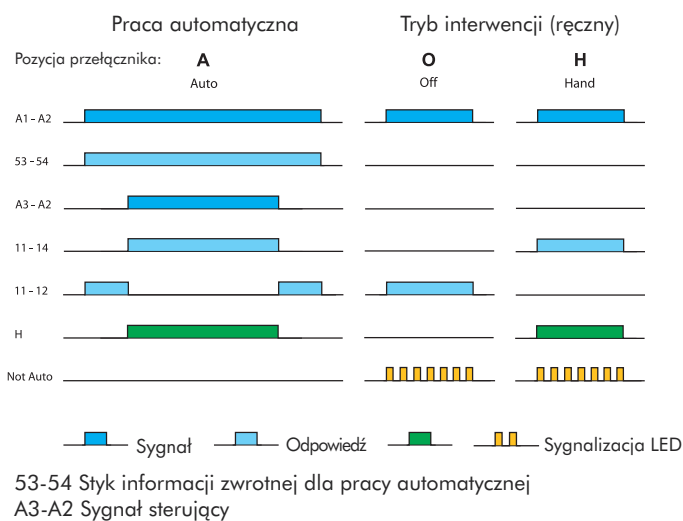 Praca automatyczna Tryb interwencji (ręczny)
Pozycja przełącznika: A O H
Auto Off Hand
A1 - A2
53 - 54
A3 - A2
11 - 14
11 - 12
H
Not Auto
Sygnał Odpowiedź Sygnalizacja LED
53-54 Styk informacji zwrotnej dla pracy automatycznej
A3-A2 Sygnał sterujący